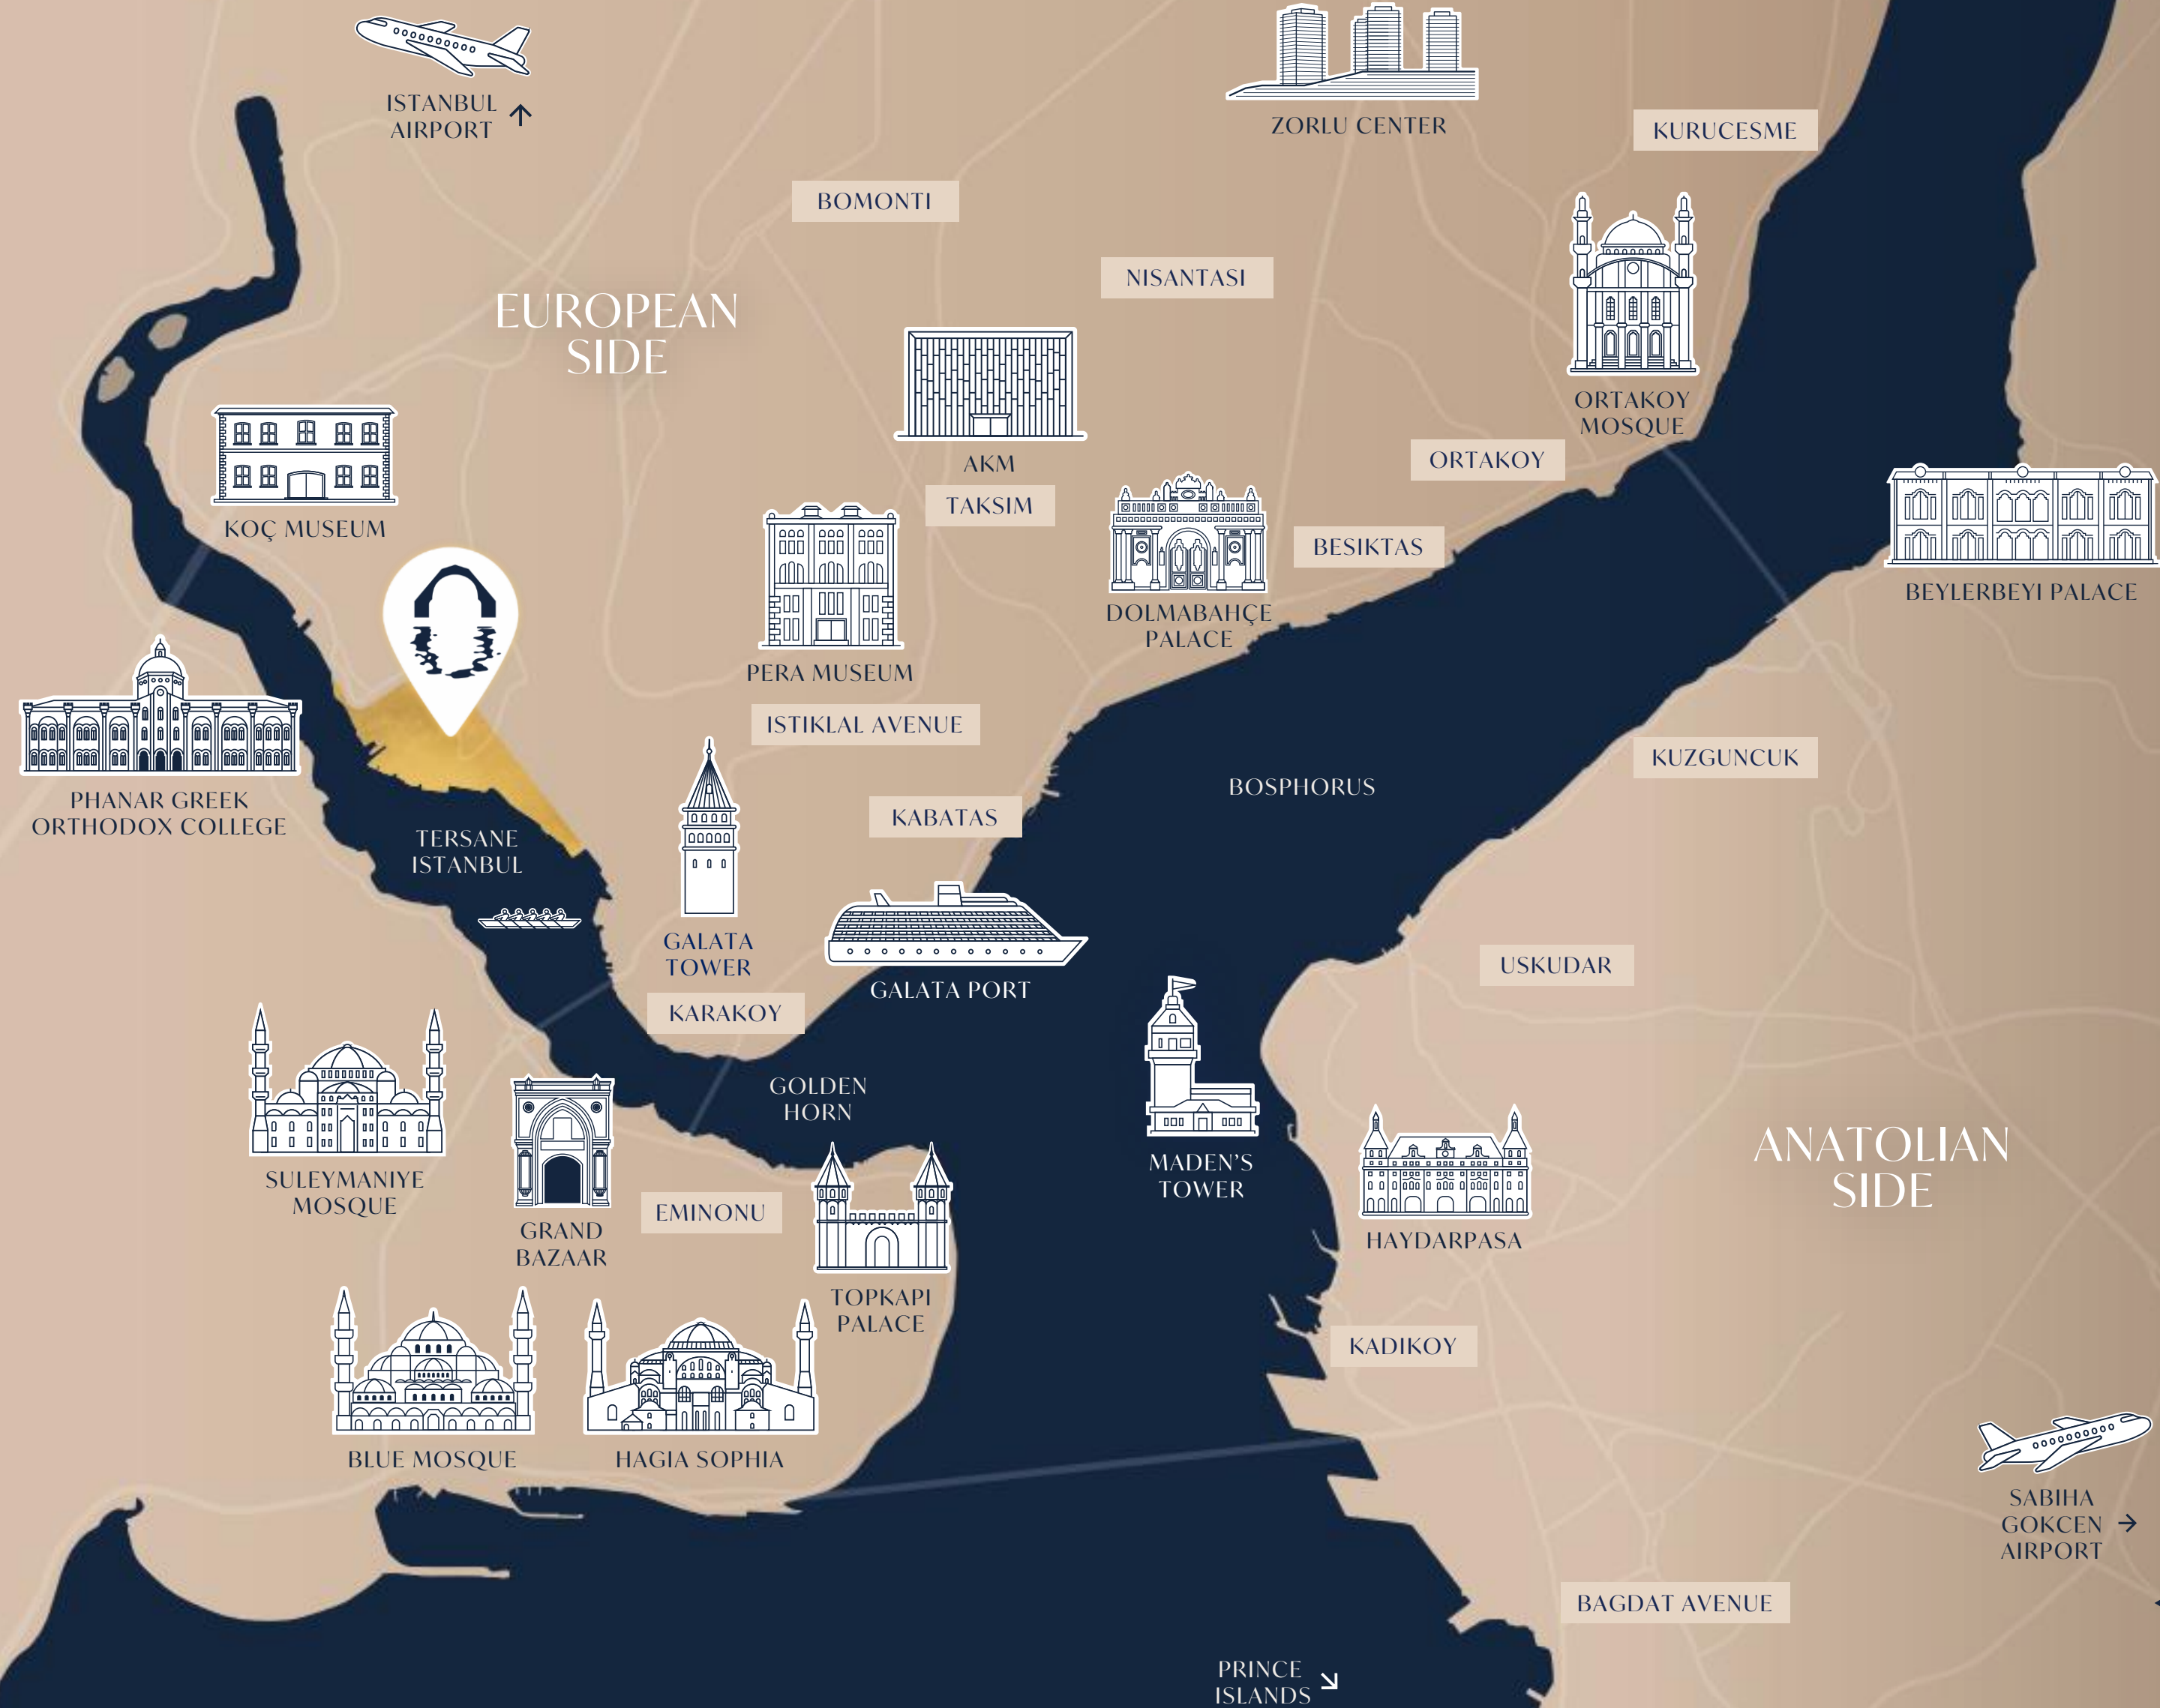 ISTANBUL
AIRPORT
ZORLU CENTER
KURUCESME
BOMONTI
NISANTASI
EUROPEAN
SIDE
ORTAKOY
MOSQUE
AKM
ORTAKOY
TAKSIM
KOÇ MUSEUM
BESIKTAS
BEYLERBEYI PALACE
DOLMABAHÇE
PALACE
PERA MUSEUM
ISTIKLAL AVENUE
KUZGUNCUK
BOSPHORUS
PHANAR GREEK
ORTHODOX COLLEGE
KABATAS
TERSANE
ISTANBUL
GALATA
TOWER
USKUDAR
GALATA PORT
KARAKOY
GOLDEN
HORN
ANATOLIAN
SIDE
MADEN'S
TOWER
SULEYMANIYE
MOSQUE
EMINONU
GRAND
BAZAAR
HAYDARPASA
TOPKAPI
PALACE
KADIKOY
BLUE MOSQUE
HAGIA SOPHIA
SABIHA
GOKCEN
AIRPORT
BAGDAT AVENUE
PRINCE
ISLANDS